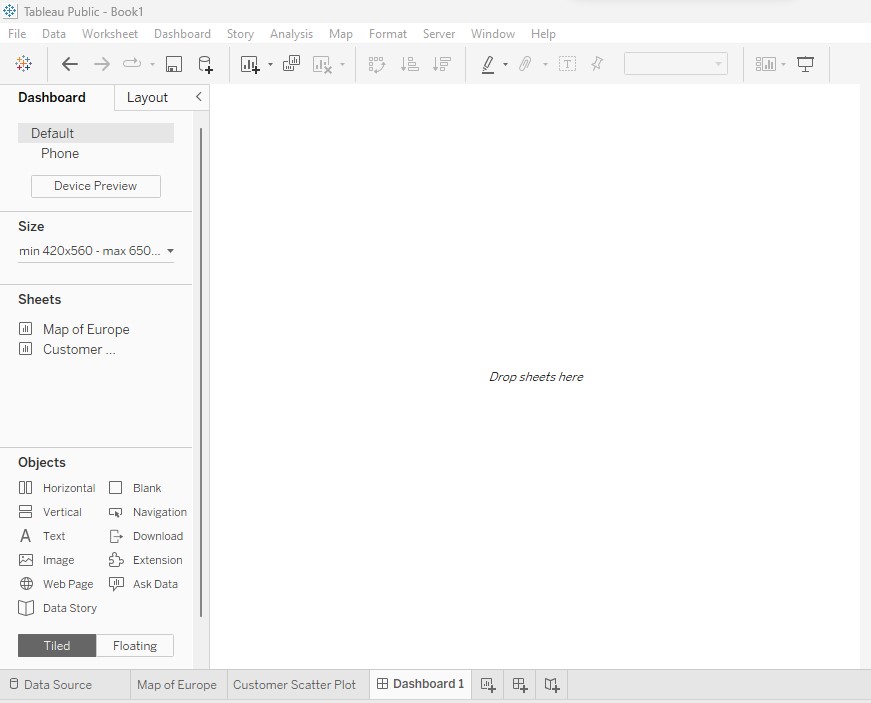 Tableau Public - Book1
File Data Worksheet Dashboard Story Analysis Map Format Server Window Help
Dashboard Layout
Default
Phone
Device Preview
Size
min 420x560 - max 650...
Sheets
Map of Europe
Customer ...
Drop sheets here
Objects
Horizontal Blank
Vertical Navigation
A Text Download
Image Extension
Web Page Ask Data
Data Story
Tiled Floating
Data Source Map of Europe Customer Scatter Plot Dashboard 1